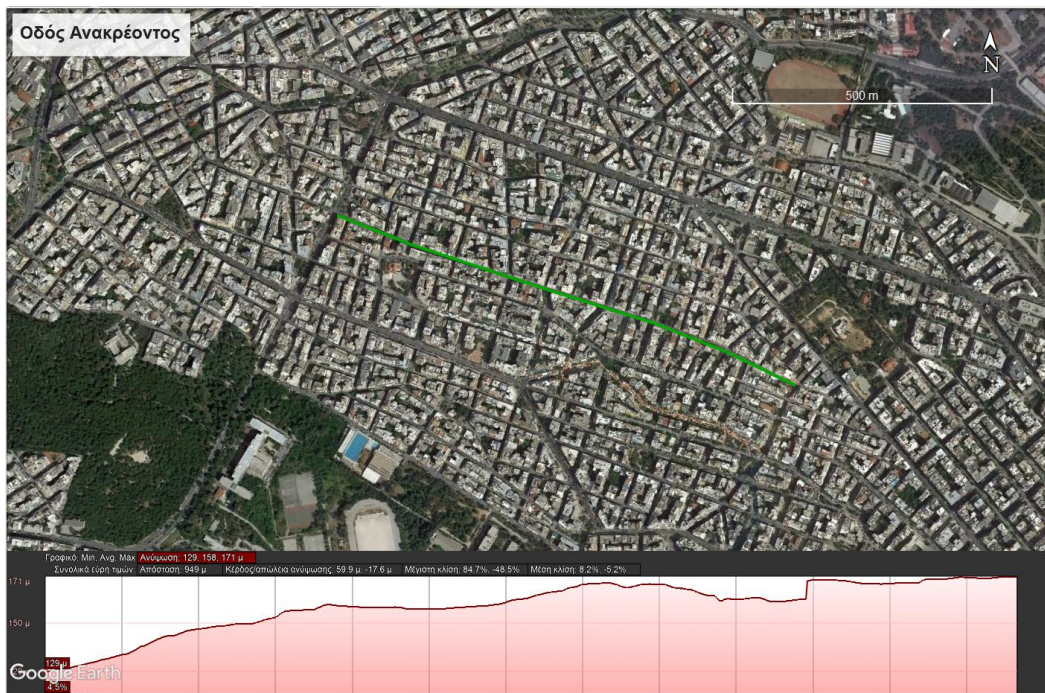 Οδός Ανακρέοντος
N
500 m
Γραφικό: Min, Avg, Max Ανύψωση: 129, 158, 171 μ
Συνολικά εύρη τιμών: Απόσταση: 949 μ Κέρδος/απώλεια ανύψωσης: 59.9 μ, -17.6 μ Μέγιστη κλίση: 84.7%, -48.5% Μέση κλίση: 8.2%, -5.2%
171 μ
150 μ
129 μ
Google Earth
4.5%